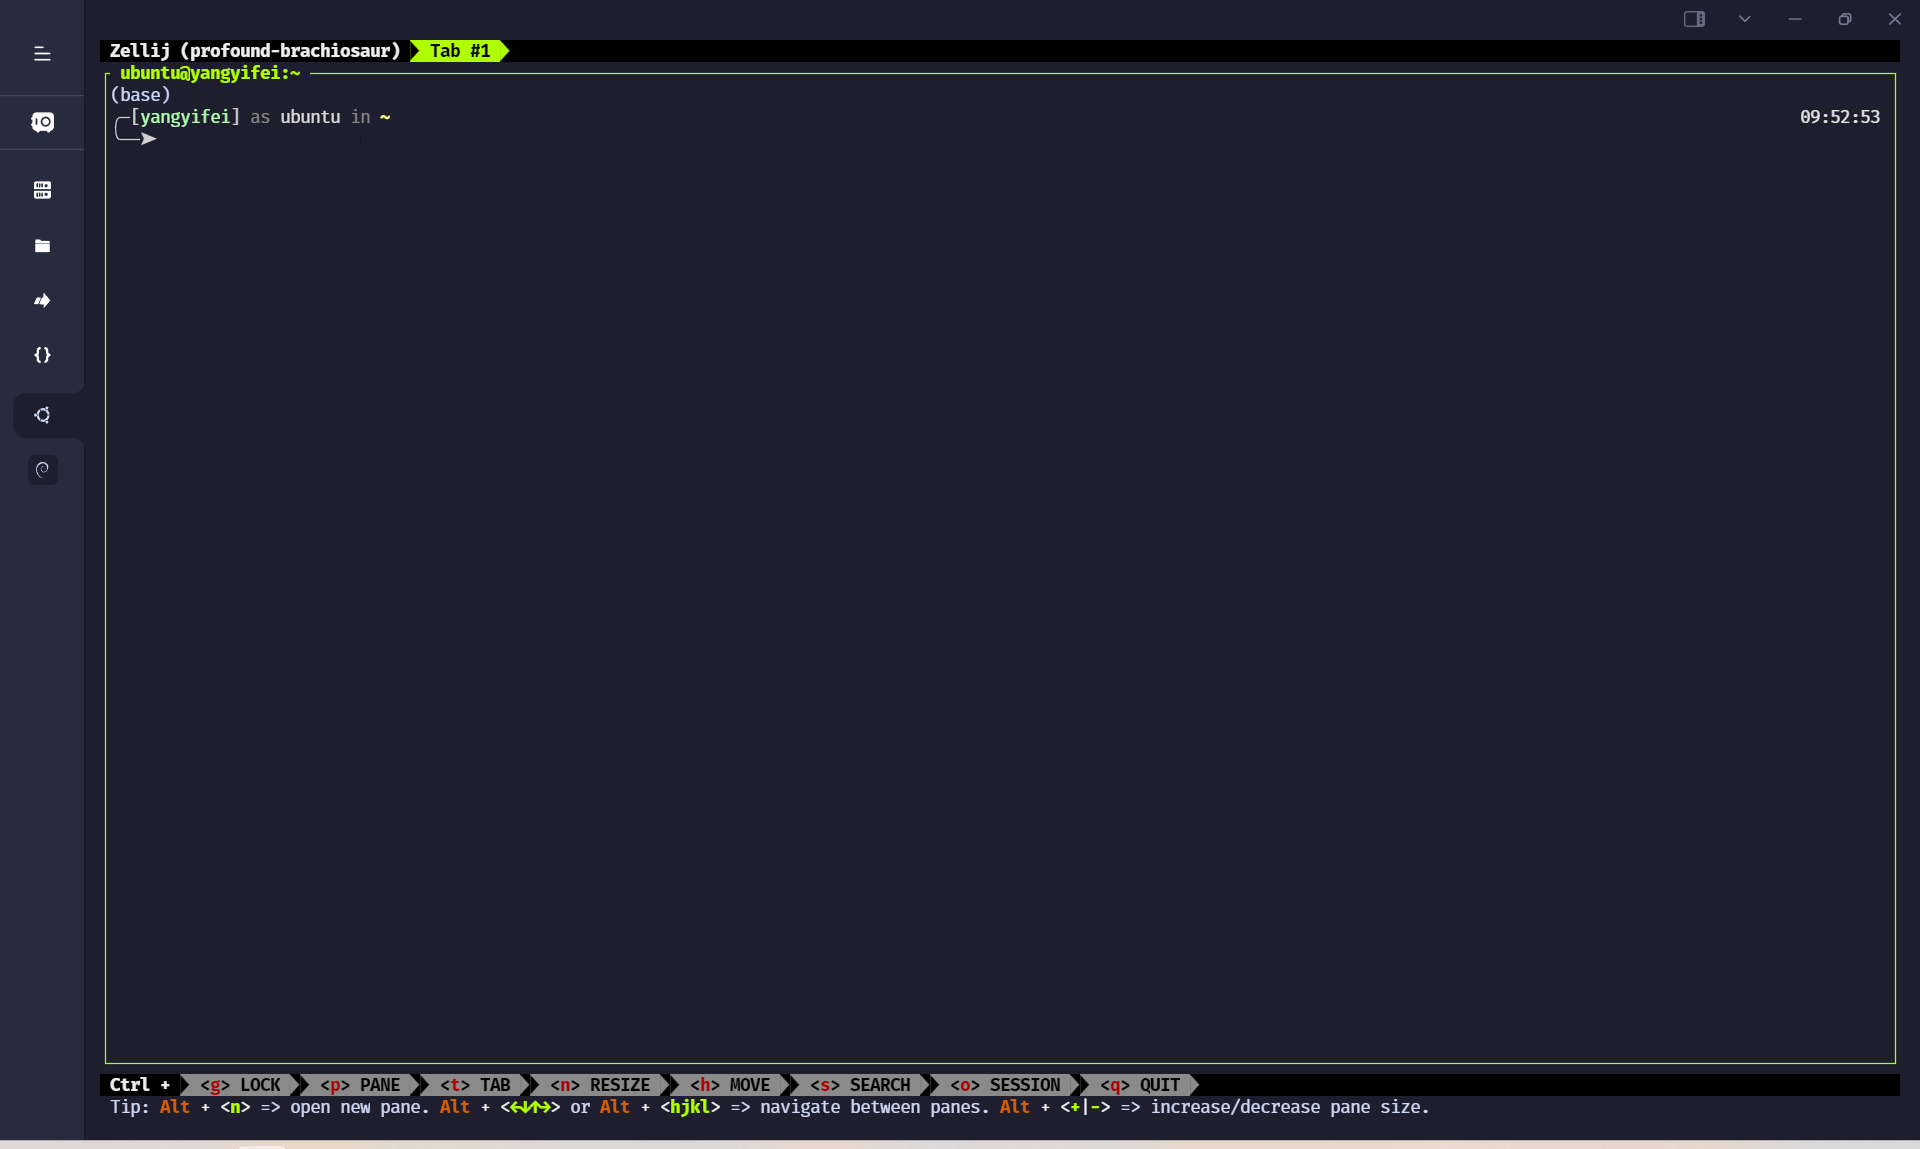 Zellij (profound-brachiosaur) Tab #1
ubuntu@yangyifei:~
(base)
[yangyifei] as ubuntu in ~ 09:52:53
Ctrl + <g> LOCK <p> PANE <t> TAB <n> RESIZE <h> MOVE <s> SEARCH <o> SESSION <q> QUIT
Tip: Alt + <n> => open new pane. Alt + <←↓↑→> or Alt + <hjkl> => navigate between panes. Alt + <+|-> => increase/decrease pane size.